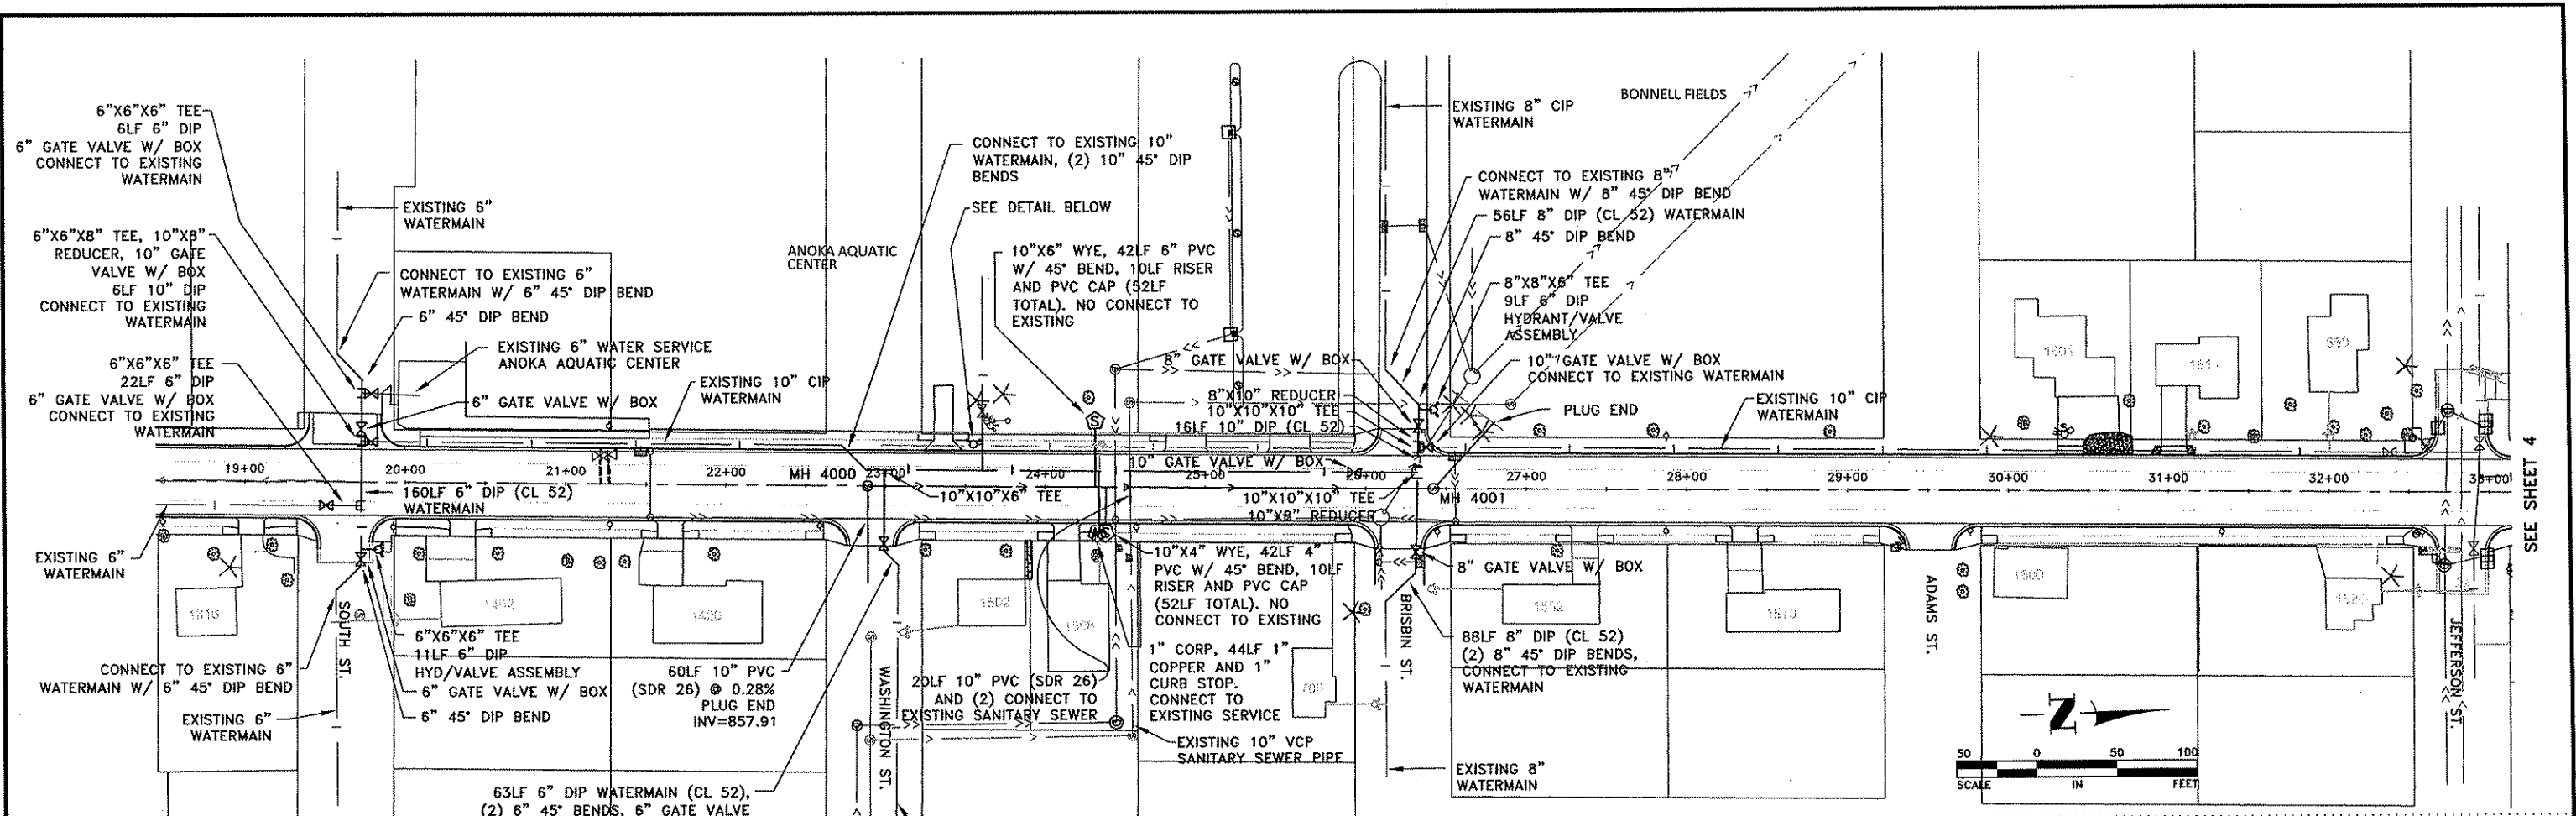 6"X6"X6" TEE
6LF 6" DIP
6" GATE VALVE W/ BOX
CONNECT TO EXISTING
WATERMAIN
6"X6"X8" TEE, 10"X8"
REDUCER, 10" GATE
VALVE W/ BOX
6LF 10" DIP
CONNECT TO EXISTING
WATERMAIN
6"X6"X6" TEE
22LF 6" DIP
6" GATE VALVE W/ BOX
CONNECT TO EXISTING
WATERMAIN
EXISTING 6"
WATERMAIN
CONNECT TO EXISTING 6"
WATERMAIN W/ 6" 45° DIP BEND
6" 45° DIP BEND
EXISTING 6" WATER SERVICE
ANOKA AQUATIC CENTER
6" GATE VALVE W/ BOX
EXISTING 10" CIP
WATERMAIN
ANOKA AQUATIC
CENTER
CONNECT TO EXISTING 10"
WATERMAIN, (2) 10" 45° DIP
BENDS
SEE DETAIL BELOW
10"X6" WYE, 42LF 6" PVC
W/ 45° BEND, 10LF RISER
AND PVC CAP (52LF
TOTAL). NO CONNECT TO
EXISTING
EXISTING 8" CIP
WATERMAIN
BONNELL FIELDS
CONNECT TO EXISTING 8"
WATERMAIN W/ 8" 45° DIP BEND
56LF 8" DIP (CL 52) WATERMAIN
8" 45° DIP BEND
8"X8"X6" TEE
9LF 6" DIP
HYDRANT/VALVE
ASSEMBLY
10" GATE VALVE W/ BOX
CONNECT TO EXISTING WATERMAIN
8" GATE VALVE W/ BOX
8"X10" REDUCER
10"X10"X10" TEE
16LF 10" DIP (CL 52)
10" GATE VALVE W/ BOX
PLUG END
EXISTING 10" CIP
WATERMAIN
1601
1611
650
19+00 20+00 21+00 22+00 23+00 24+00 25+00 26+00 27+00 28+00 29+00 30+00 31+00 32+00 33+00
MH 4000
MH 4001
160LF 6" DIP (CL 52)
WATERMAIN
10"X10"X6" TEE
10"X10"X10" TEE
10"X8" REDUCER
SEE SHEET 4
EXISTING 6"
WATERMAIN
1402
1420
1502
1552
1570
1500
SOUTH ST.
WASHINGTON ST.
BRISBIN ST.
ADAMS ST.
JEFFERSON ST.
CONNECT TO EXISTING 6"
WATERMAIN W/ 6" 45° DIP BEND
EXISTING 6"
WATERMAIN
6"X6"X6" TEE
11LF 6" DIP
HYD/VALVE ASSEMBLY
6" GATE VALVE W/ BOX
6" 45° DIP BEND
60LF 10" PVC
(SDR 26) @ 0.28%
PLUG END
INV=857.91
63LF 6" DIP WATERMAIN (CL 52),
(2) 6" 45° BENDS, 6" GATE VALVE
20LF 10" PVC (SDR 26)
AND (2) CONNECT TO
EXISTING SANITARY SEWER
10"X4" WYE, 42LF 4"
PVC W/ 45° BEND, 10LF
RISER AND PVC CAP
(52LF TOTAL). NO
CONNECT TO EXISTING
1" CORP, 44LF 1"
COPPER AND 1"
CURB STOP.
CONNECT TO
EXISTING SERVICE
EXISTING 10" VCP
SANITARY SEWER PIPE
8" GATE VALVE W/ BOX
88LF 8" DIP (CL 52)
(2) 8" 45° DIP BENDS,
CONNECT TO EXISTING
WATERMAIN
EXISTING 8"
WATERMAIN
N
50 0 50 100
SCALE IN FEET